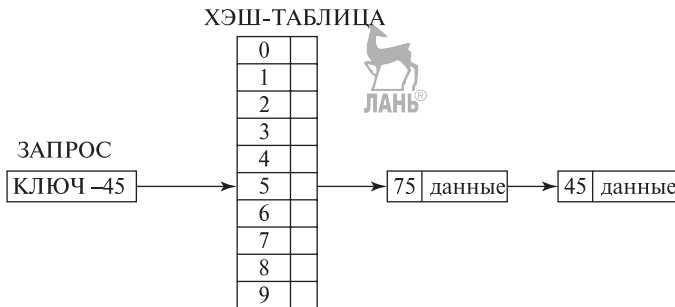 ХЭШ-ТАБЛИЦА
ЛАНЬ®
0
1
2
3
4
ЗАПРОС
КЛЮЧ –45
5
75 данные
45 данные
6
7
8
9